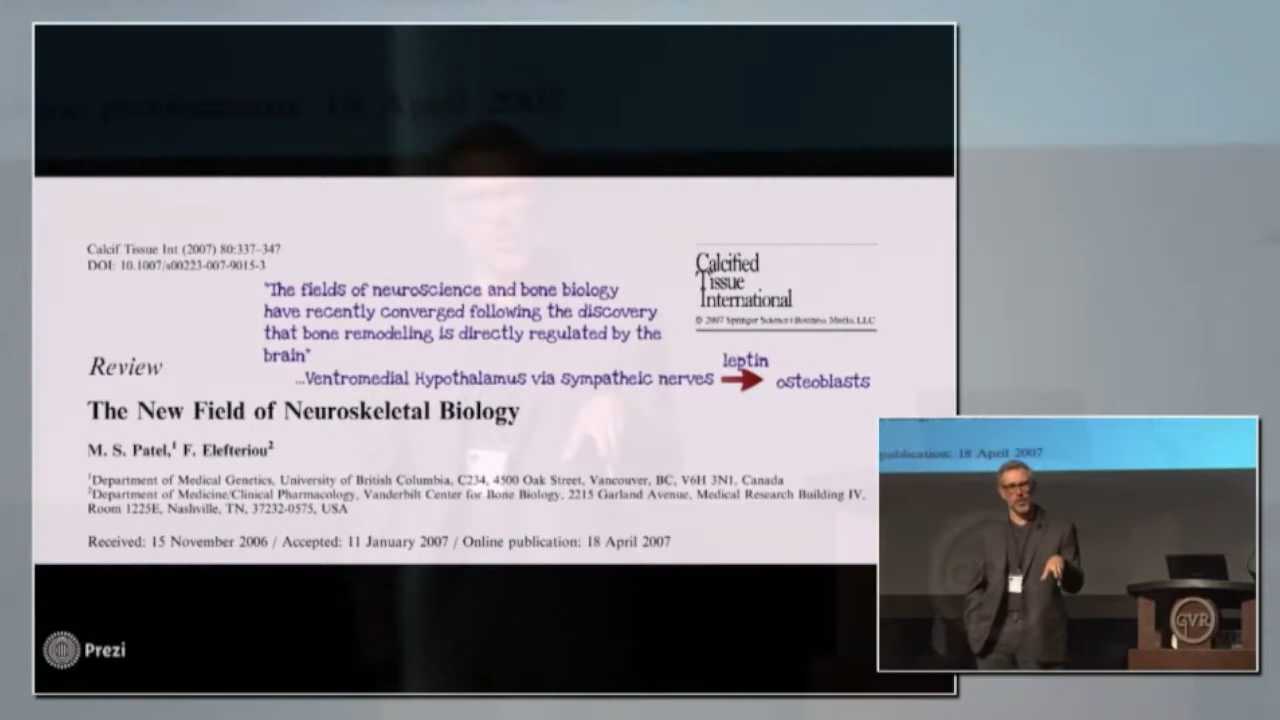 Calcif Tissue Int (2007) 80:337–347
DOI: 10.1007/s00223-007-9015-3
Calcified
Tissue
International
© 2007 Springer Science+Business Media, LLC
"The fields of neuroscience and bone biology
have recently converged following the discovery
that bone remodeling is directly regulated by the
brain"
...Ventromedial Hypothalamus via sympatheic nerves
leptin
osteoblasts
Review
The New Field of Neuroskeletal Biology
M. S. Patel,¹ F. Elefteriou²
¹Department of Medical Genetics, University of British Columbia, C234, 4500 Oak Street, Vancouver, BC, V6H 3N1, Canada
²Department of Medicine/Clinical Pharmacology, Vanderbilt Center for Bone Biology, 2215 Garland Avenue, Medical Research Building IV,
Room 1225E, Nashville, TN, 37232-0575, USA
Received: 15 November 2006 / Accepted: 11 January 2007 / Online publication: 18 April 2007
Prezi
publication: 18 April 2007
GVR